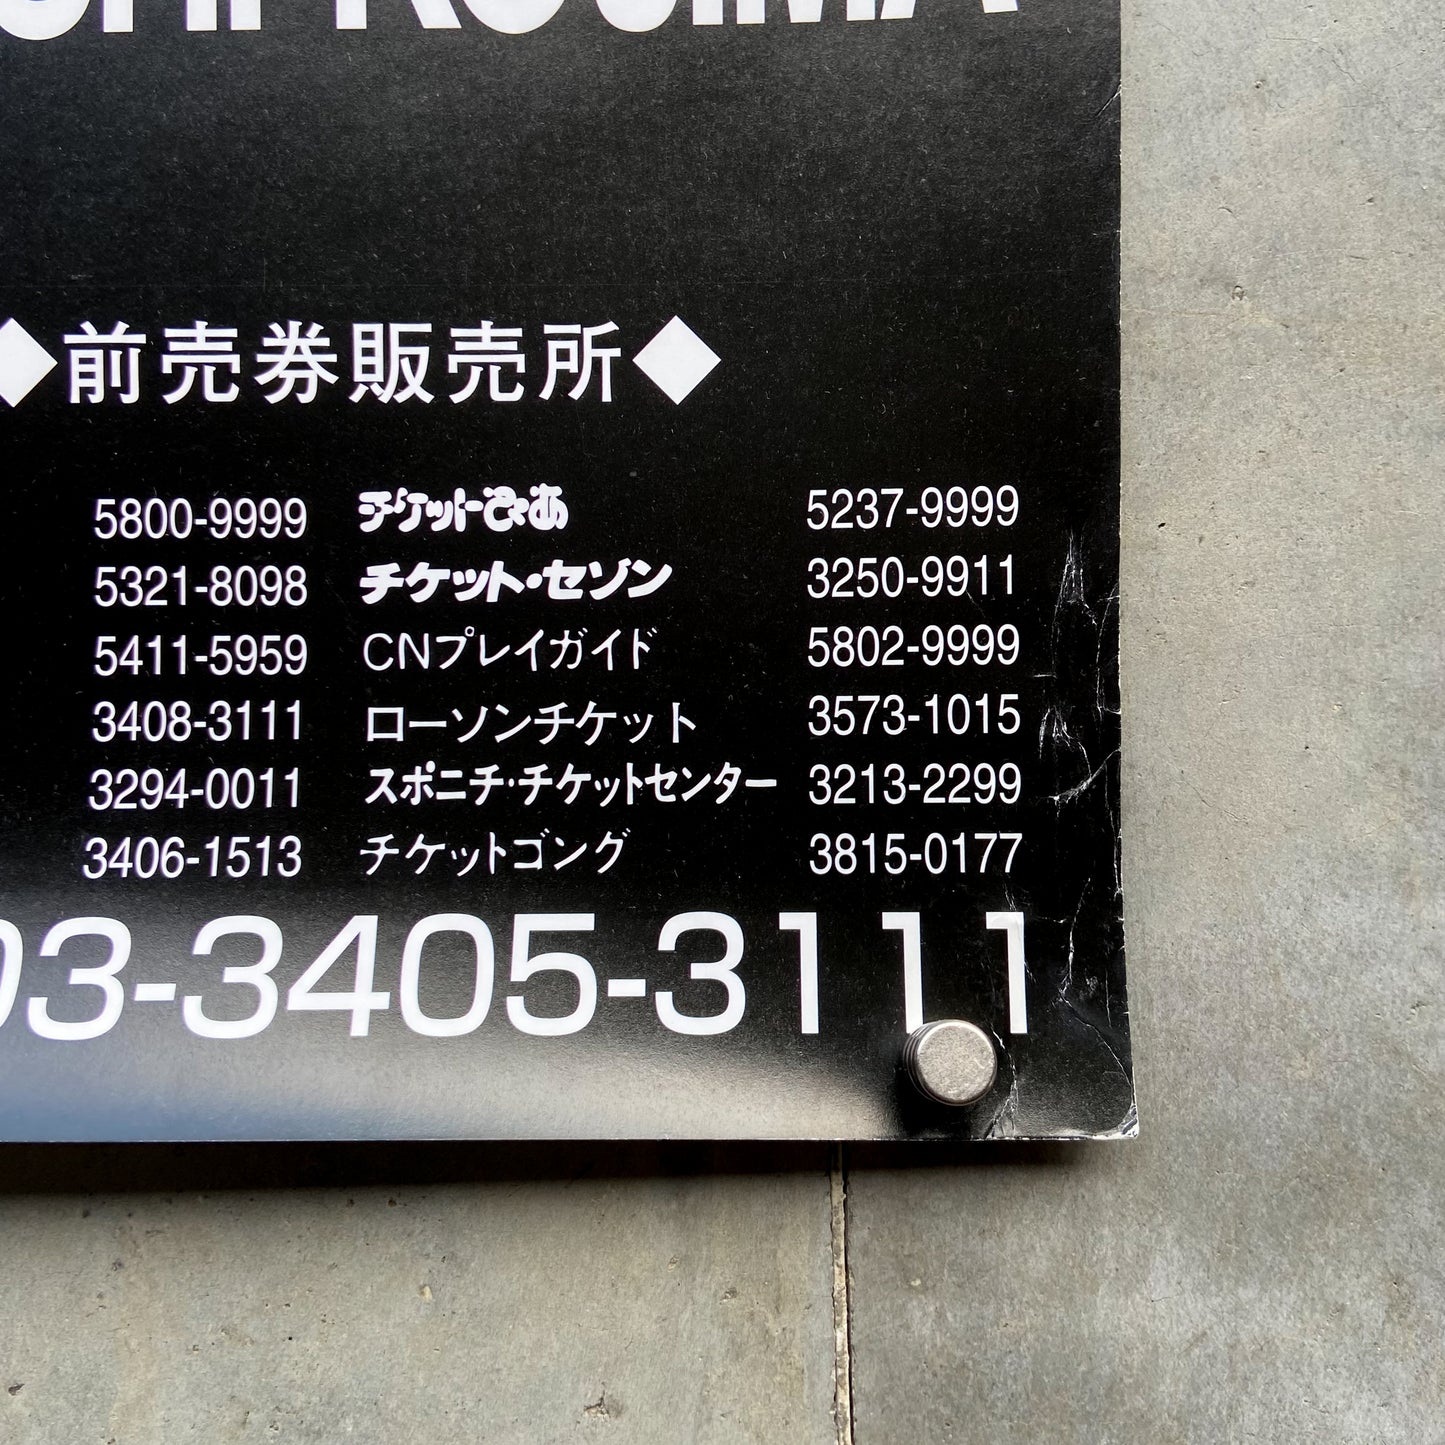 HIROSIMA
◆前売券販売所◆
5800-9999 チケットぴあ 5237-9999
5321-8098 チケット・セゾン 3250-9911
5411-5959 CNプレイガイド 5802-9999
3408-3111 ローソンチケット 3573-1015
3294-0011 スポニチ・チケットセンター 3213-2299
3406-1513 チケットゴング 3815-0177
03-3405-3111